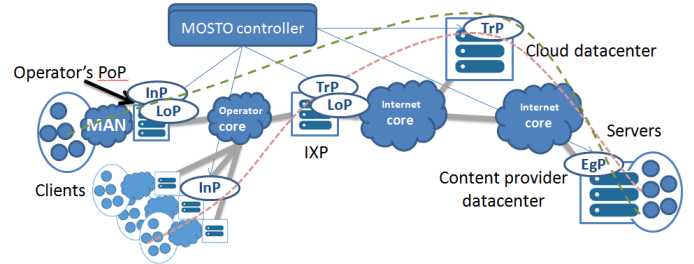 MOSTO controller
TrP
Cloud datacenter
Operator's PoP
InP
LoP
TrP
LoP
MAN
Operator
core
Internet
core
Internet
core
IXP
Servers
Clients
InP
EgP
Content provider
datacenter